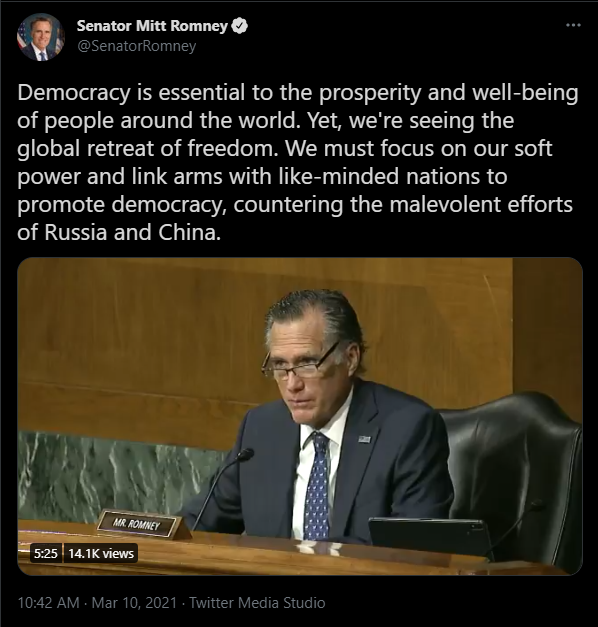 Senator Mitt Romney
@SenatorRomney
Democracy is essential to the prosperity and well-being
of people around the world. Yet, we're seeing the
global retreat of freedom. We must focus on our soft
power and link arms with like-minded nations to
promote democracy, countering the malevolent efforts
of Russia and China.
MR. ROMNEY
5:25 14.1K views
10:42 AM · Mar 10, 2021 · Twitter Media Studio